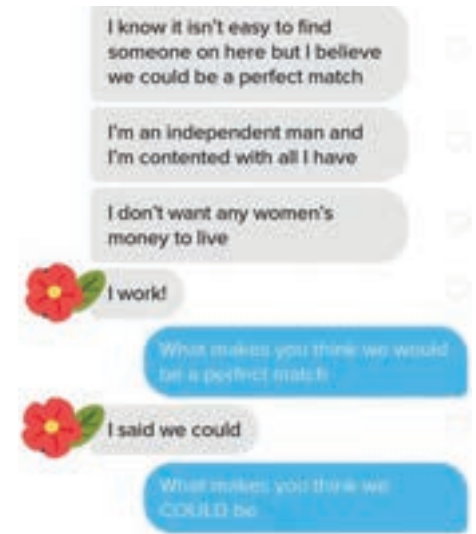 I know it isn't easy to find
someone on here but I believe
we could be a perfect match
I'm an independent man and
I'm contented with all I have
I don't want any women's
money to live
I work!
What makes you think we would
be a perfect match
I said we could
What makes you think we
COULD be